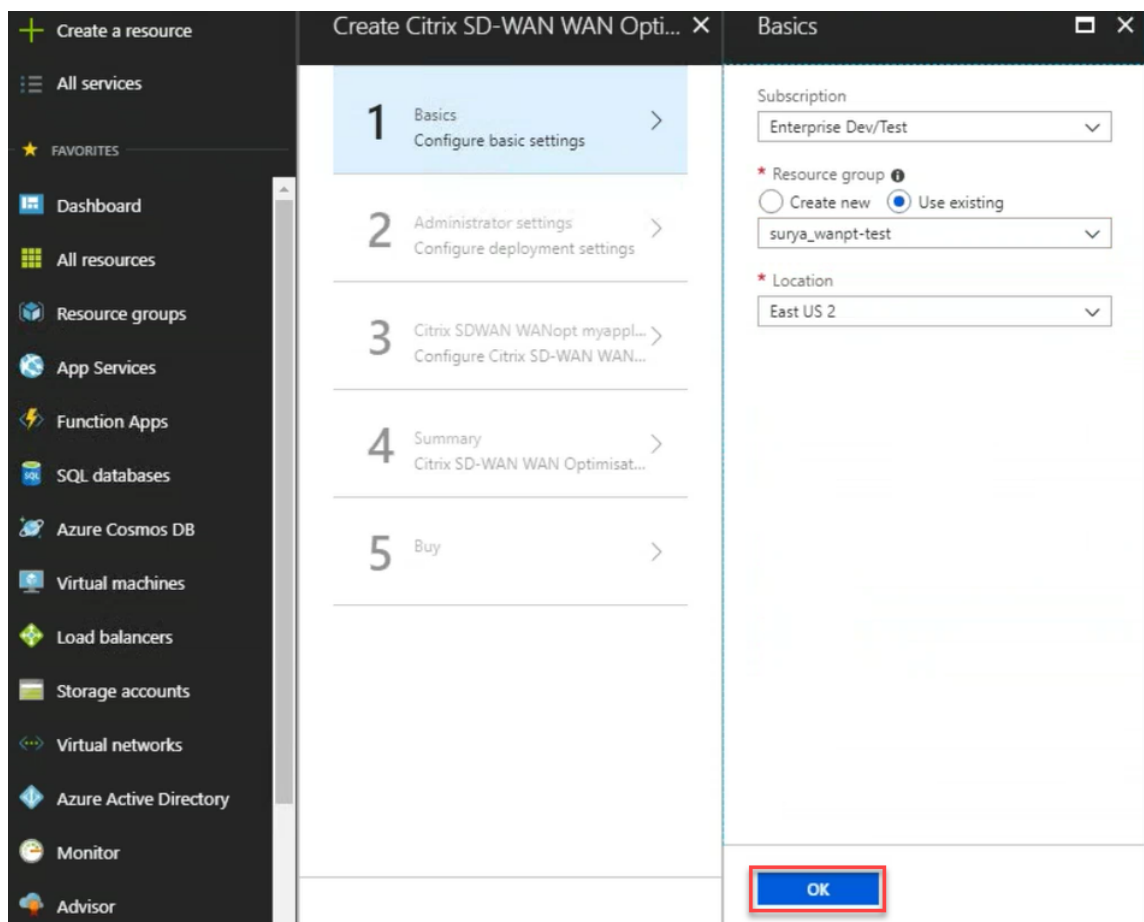 Create a resource
All services
FAVORITES
Dashboard
All resources
Resource groups
App Services
Function Apps
SQL databases
Azure Cosmos DB
Virtual machines
Load balancers
Storage accounts
Virtual networks
Azure Active Directory
Monitor
Advisor
Create Citrix SD-WAN WAN Opti...
1
Basics
Configure basic settings
2
Administrator settings
Configure deployment settings
3
Citrix SDWAN WANopt myappl...
Configure Citrix SD-WAN WAN...
4
Summary
Citrix SD-WAN WAN Optimisat...
5
Buy
Basics
Subscription
Enterprise Dev/Test
* Resource group
Create new Use existing
surya_wanpt-test
* Location
East US 2
OK